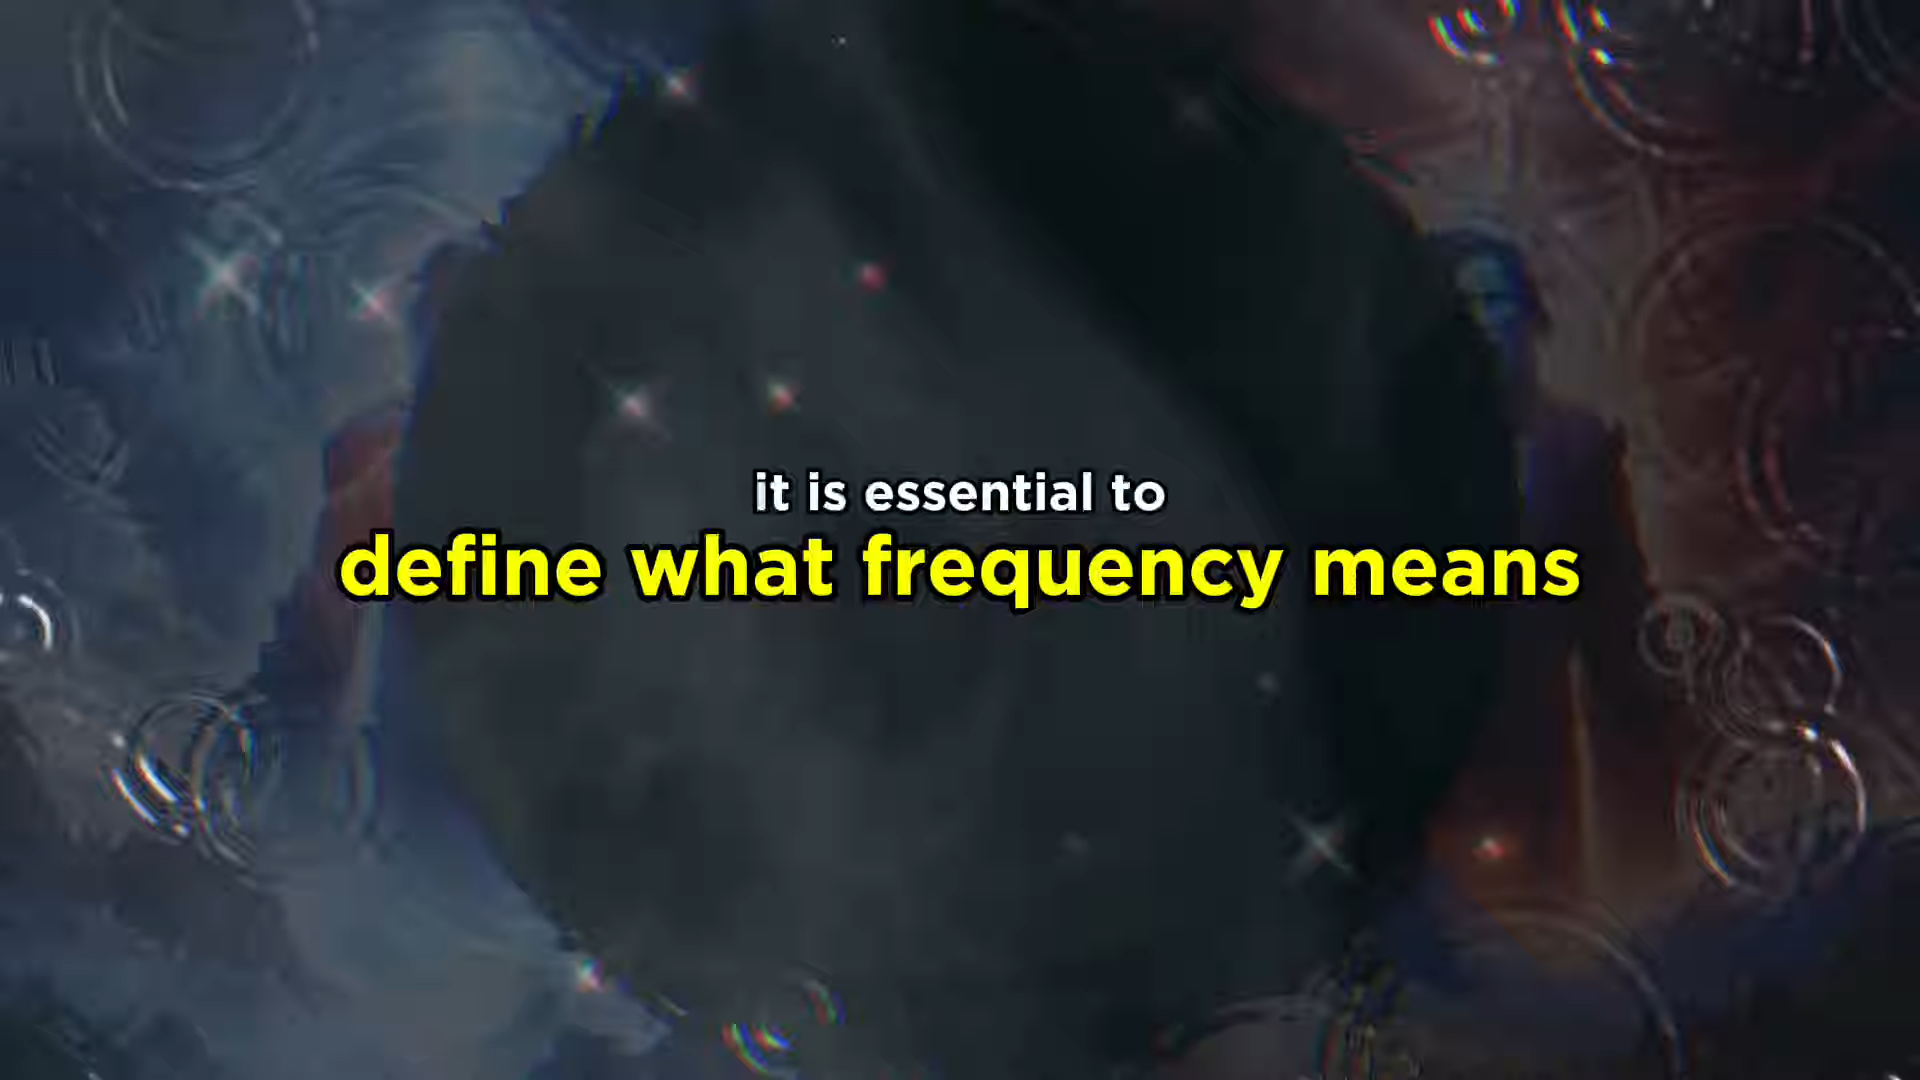 it is essential to
define what frequency means